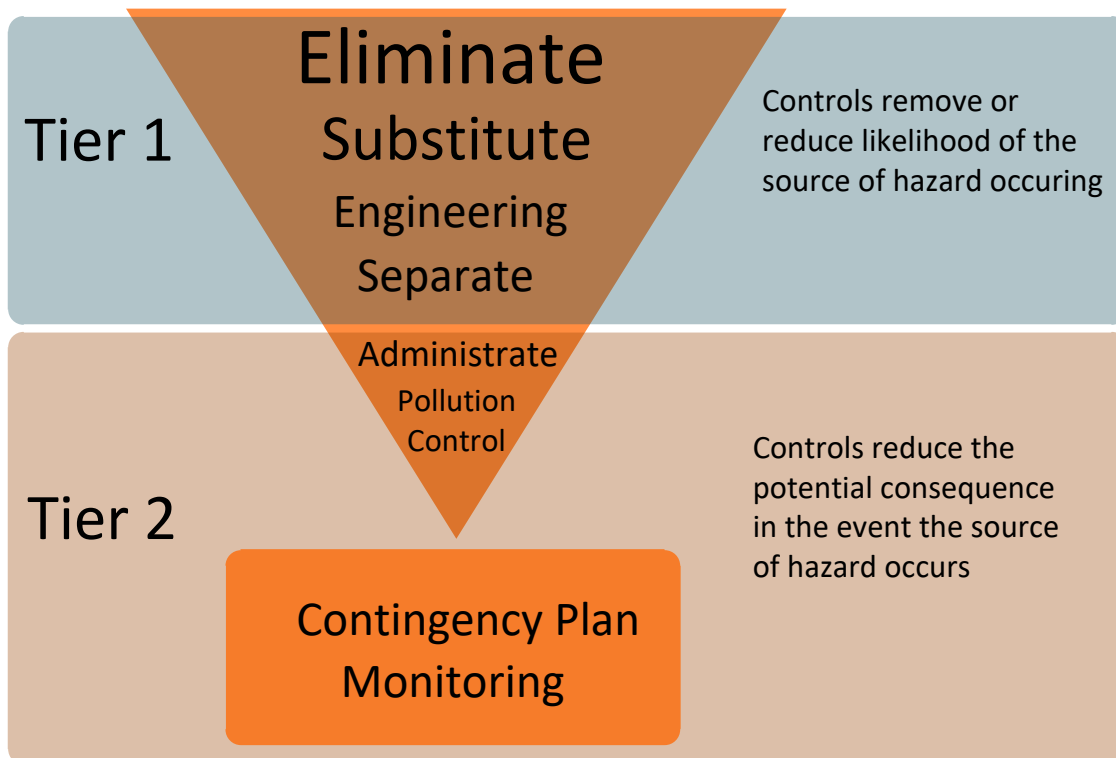 Tier 1
Eliminate
Substitute
Engineering
Separate
Controls remove or
reduce likelihood of the
source of hazard occuring
Tier 2
Administrate
Pollution
Control
Contingency Plan
Monitoring
Controls reduce the
potential consequence
in the event the source
of hazard occurs